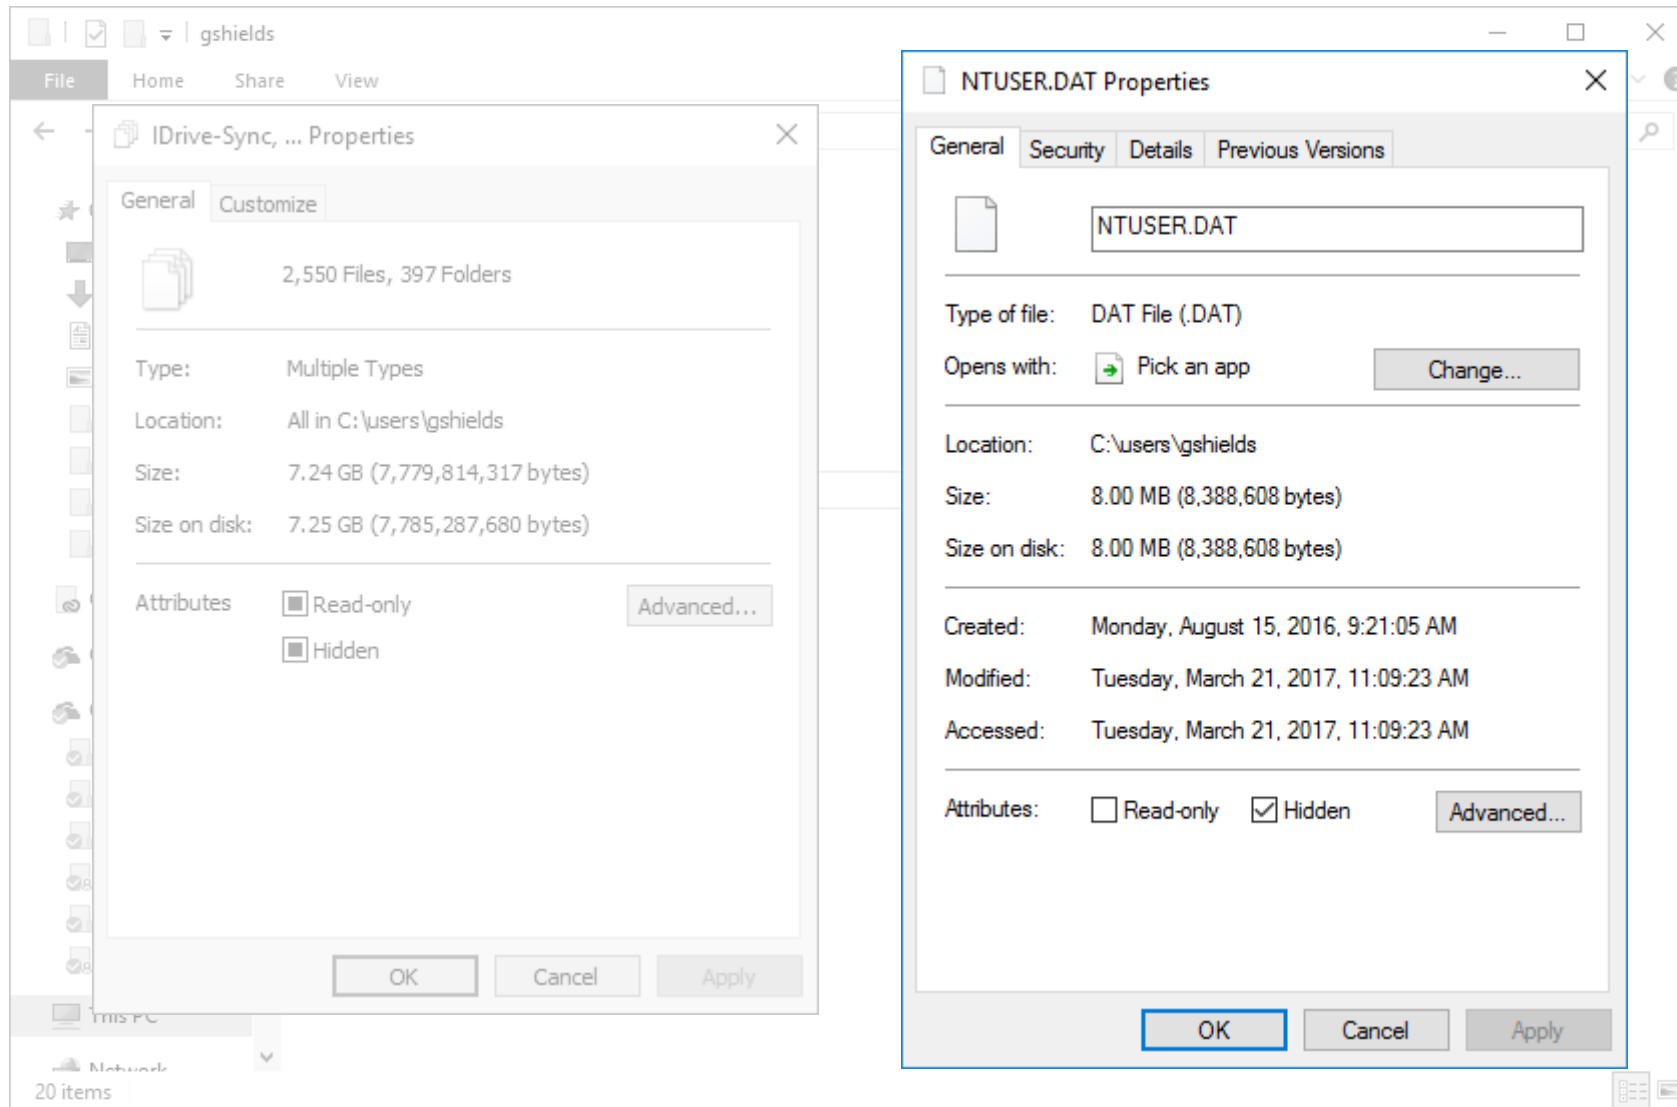 gshields
File Home Share View
IDrive-Sync, ... Properties
General Customize
2,550 Files, 397 Folders
Type: Multiple Types
Location: All in C:\users\gshields
Size: 7.24 GB (7,779,814,317 bytes)
Size on disk: 7.25 GB (7,785,287,680 bytes)
Attributes Read-only Advanced...
Hidden
OK Cancel Apply
This PC
Network
20 items
NTUSER.DAT Properties
General Security Details Previous Versions
NTUSER.DAT
Type of file: DAT File (.DAT)
Opens with: Pick an app Change...
Location: C:\users\gshields
Size: 8.00 MB (8,388,608 bytes)
Size on disk: 8.00 MB (8,388,608 bytes)
Created: Monday, August 15, 2016, 9:21:05 AM
Modified: Tuesday, March 21, 2017, 11:09:23 AM
Accessed: Tuesday, March 21, 2017, 11:09:23 AM
Attributes: Read-only Hidden Advanced...
OK Cancel Apply